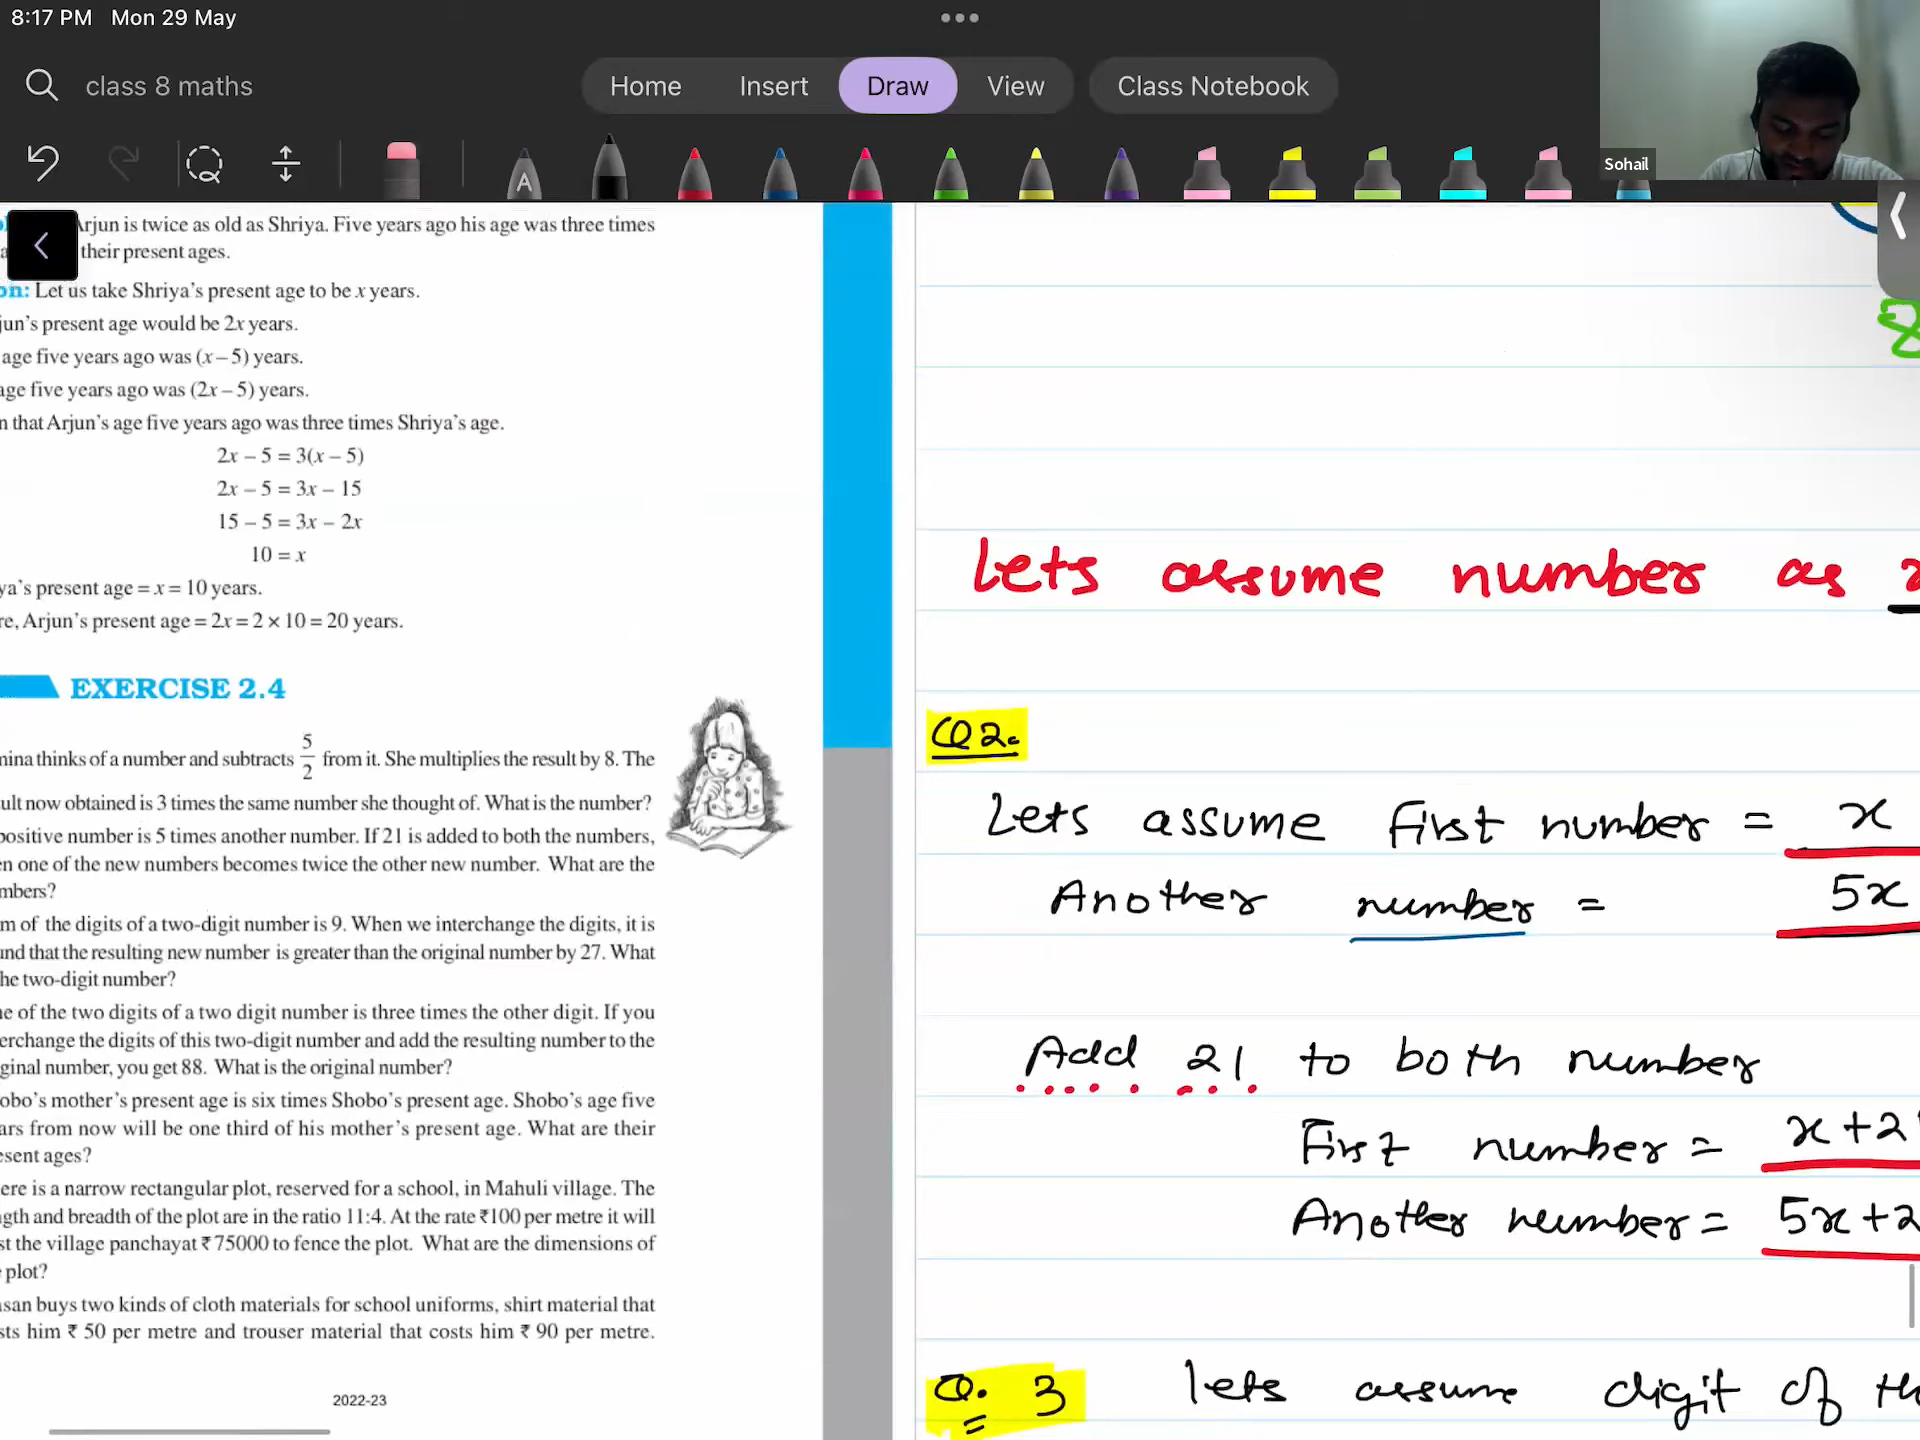 8:17 PM Mon 29 May
class 8 maths
Home Insert Draw View Class Notebook
A
Sohail
Arjun is twice as old as Shriya. Five years ago his age was three times
their present ages.
on: Let us take Shriya's present age to be x years.
jun's present age would be 2x years.
age five years ago was (x – 5) years.
age five years ago was (2x – 5) years.
n that Arjun's age five years ago was three times Shriya's age.
2x – 5 = 3(x – 5)
2x – 5 = 3x – 15
15 – 5 = 3x – 2x
10 = x
ya's present age = x = 10 years.
re, Arjun's present age = 2x = 2 × 10 = 20 years.
EXERCISE 2.4
mina thinks of a number and subtracts 5/2 from it. She multiplies the result by 8. The
ult now obtained is 3 times the same number she thought of. What is the number?
positive number is 5 times another number. If 21 is added to both the numbers,
en one of the new numbers becomes twice the other new number. What are the
mbers?
m of the digits of a two-digit number is 9. When we interchange the digits, it is
und that the resulting new number is greater than the original number by 27. What
he two-digit number?
ne of the two digits of a two digit number is three times the other digit. If you
erchange the digits of this two-digit number and add the resulting number to the
ginal number, you get 88. What is the original number?
obo's mother's present age is six times Shobo's present age. Shobo's age five
ars from now will be one third of his mother's present age. What are their
esent ages?
ere is a narrow rectangular plot, reserved for a school, in Mahuli village. The
gth and breadth of the plot are in the ratio 11:4. At the rate ₹100 per metre it will
st the village panchayat ₹75000 to fence the plot. What are the dimensions of
plot?
asan buys two kinds of cloth materials for school uniforms, shirt material that
sts him ₹ 50 per metre and trouser material that costs him ₹ 90 per metre.
2022-23
8
Lets assume number as x
Q2.
Lets assume First number = x
Another number = 5x
Add 21 to both number
First number = x+2
Another number = 5x+2
Q. 3 lets assume digit of th